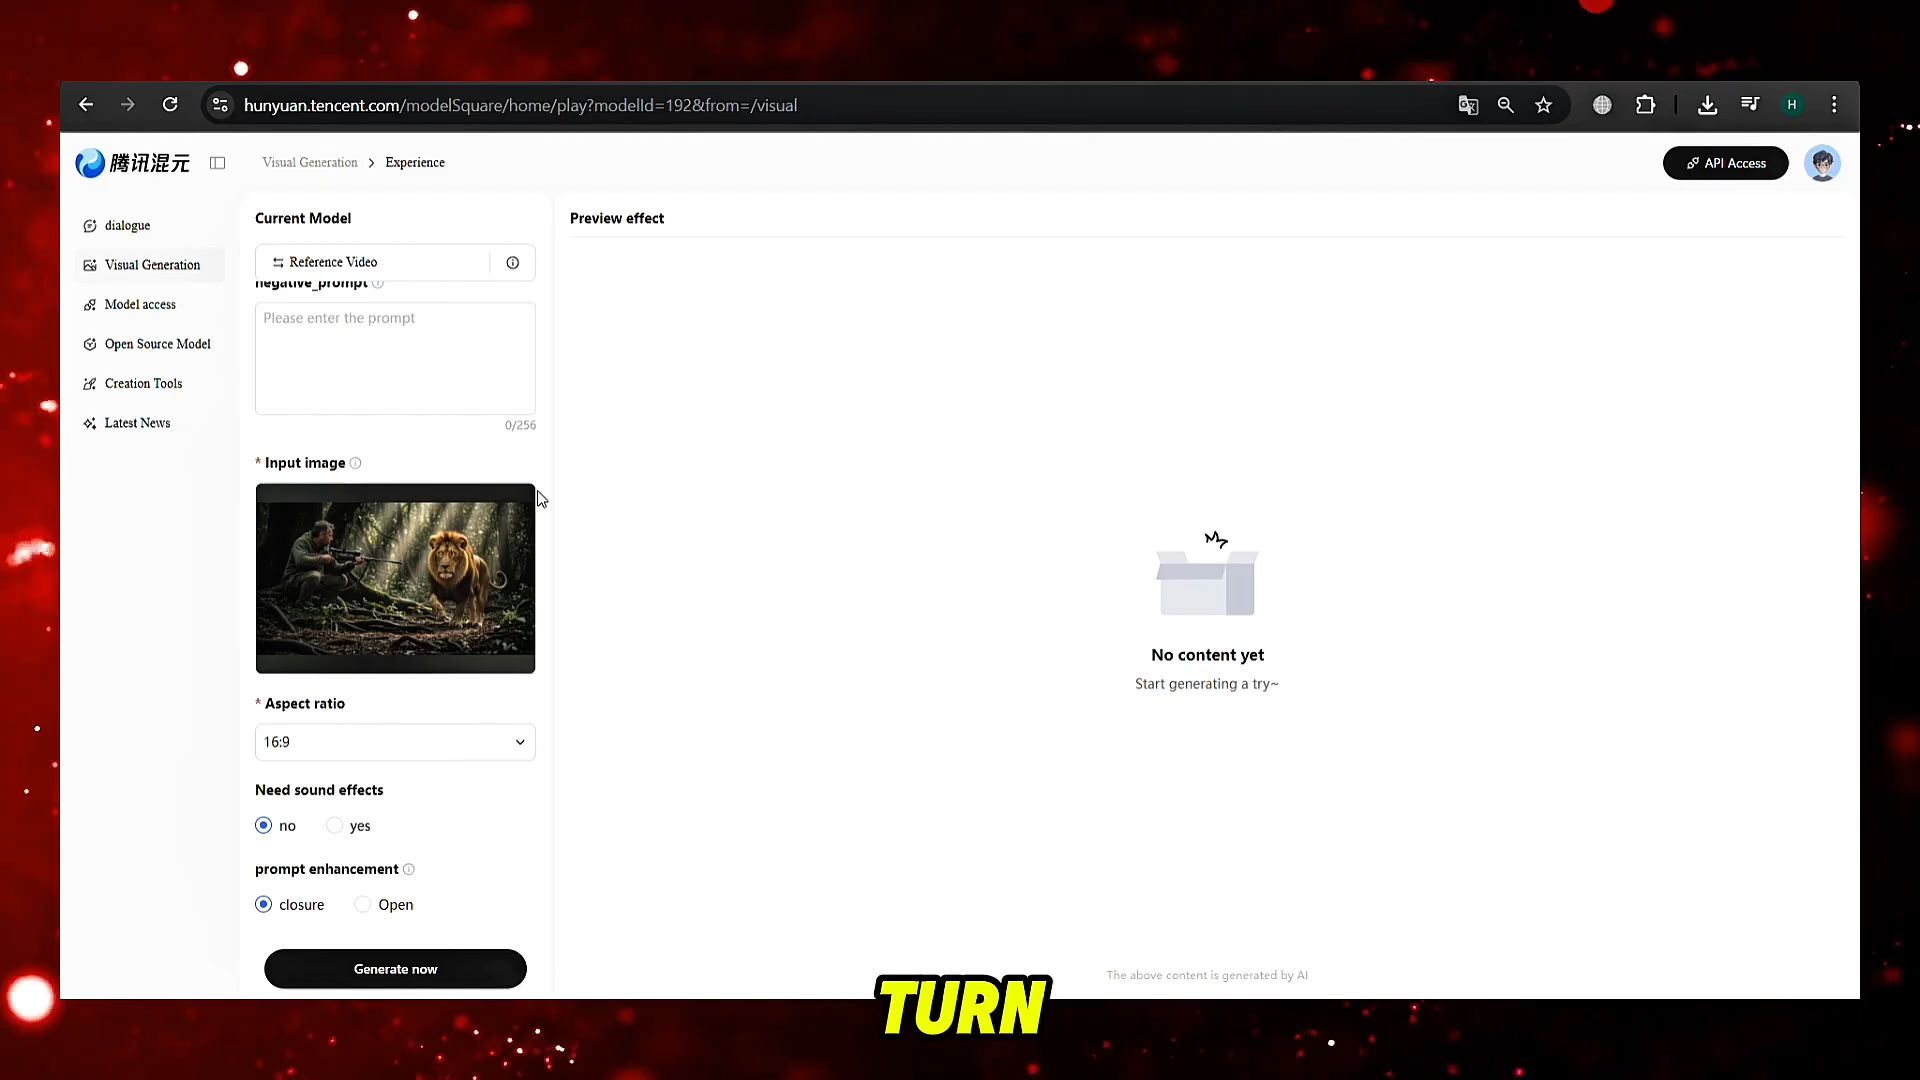 hunyuan.tencent.com/modelSquare/home/play?modelId=192&from=/visual
H
腾讯混元
Visual Generation > Experience
API Access
dialogue
Visual Generation
Model access
Open Source Model
Creation Tools
Latest News
Current Model
Reference Video
negative_prompt
Please enter the prompt
0/256
* Input image
* Aspect ratio
16:9
Need sound effects
no
yes
prompt enhancement
closure
Open
Generate now
Preview effect
No content yet
Start generating a try~
The above content is generated by AI
TURN